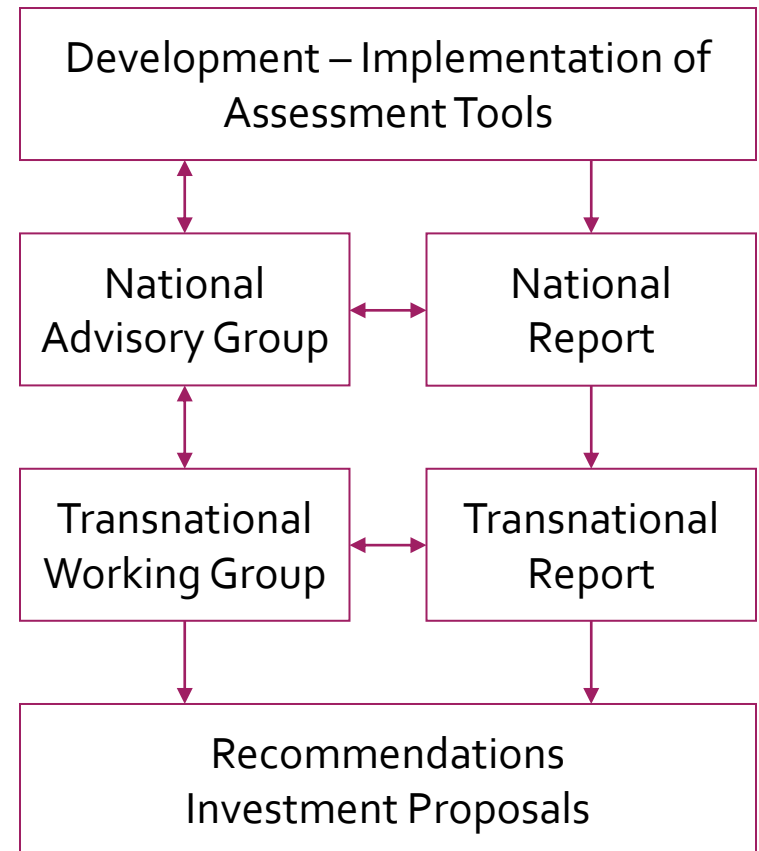 Development – Implementation of
Assessment Tools
National
Advisory Group
National
Report
Transnational
Working Group
Transnational
Report
Recommendations
Investment Proposals